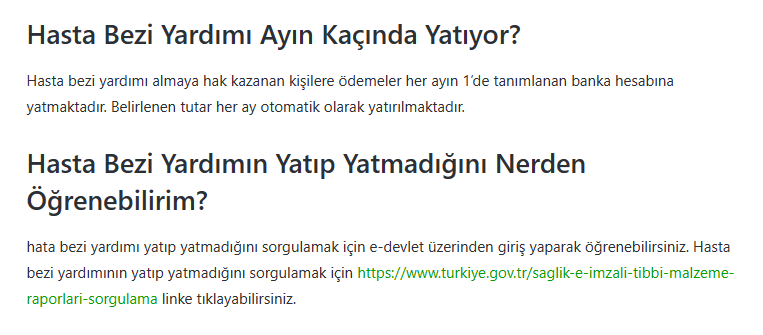 Hasta Bezi Yardımı Ayın Kaçında Yatıyor?
Hasta bezi yardımı almaya hak kazanan kişilere ödemeler her ayın 1’de tanımlanan banka hesabına
yatmaktadır. Belirlenen tutar her ay otomatik olarak yatırılmaktadır.
Hasta Bezi Yardımın Yatıp Yatmadığını Nerden
Öğrenebilirim?
hata bezi yardımı yatıp yatmadığını sorgulamak için e-devlet üzerinden giriş yaparak öğrenebilirsiniz. Hasta
bezi yardımının yatıp yatmadığını sorgulamak için https://www.turkiye.gov.tr/saglik-e-imzali-tibbi-malzeme-
raporlari-sorgulama linke tıklayabilirsiniz.